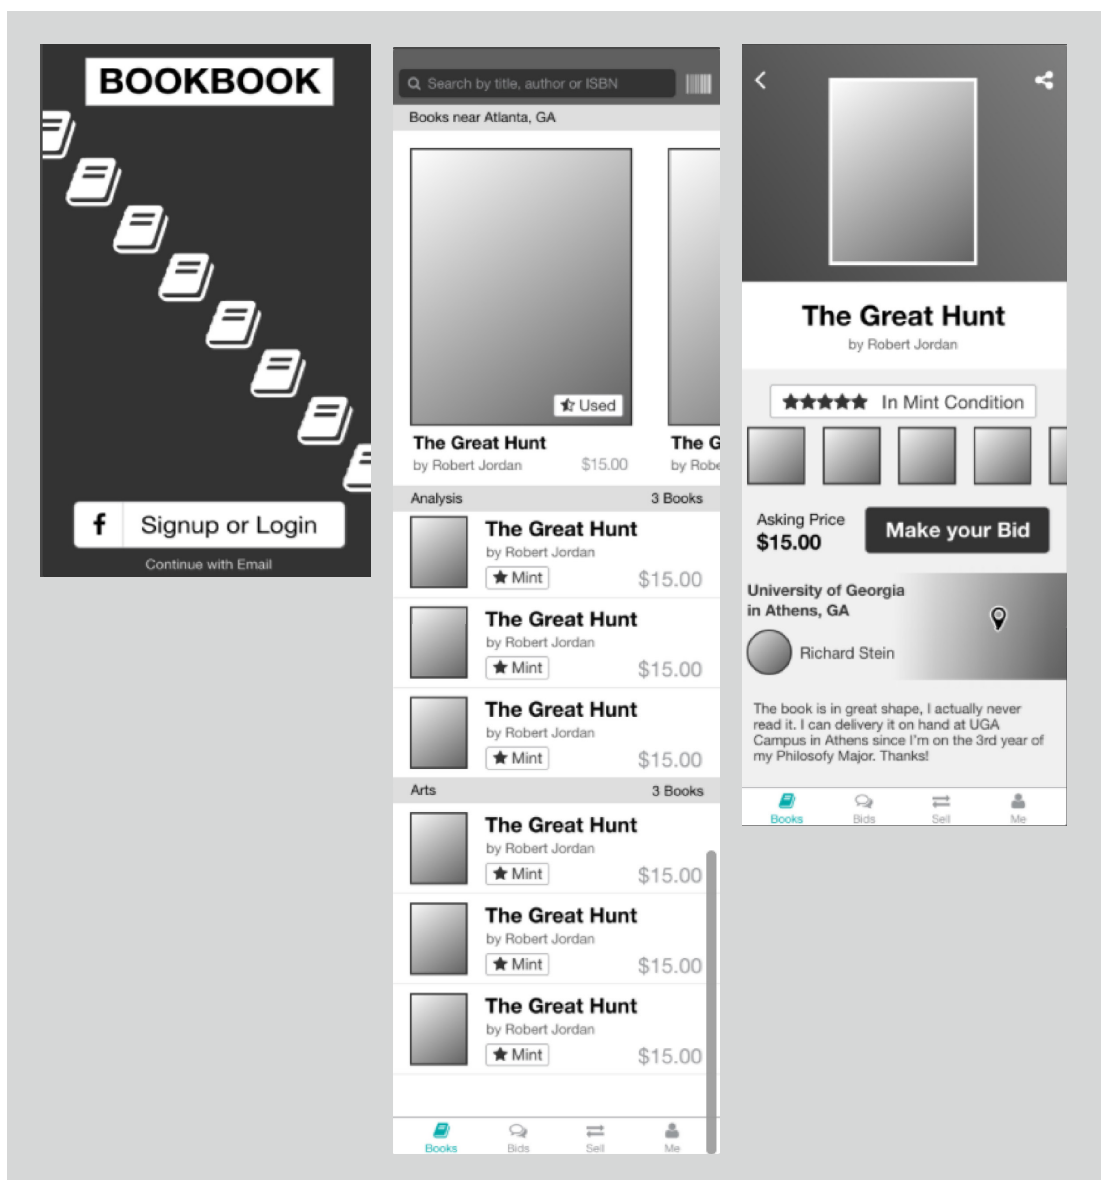 BOOKBOOK
Signup or Login
Continue with Email
Search by title, author or ISBN
Books near Atlanta, GA
Used
The Great Hunt
by Robert Jordan
$15.00
The G
by Robe
Analysis
3 Books
The Great Hunt
by Robert Jordan
Mint
$15.00
The Great Hunt
by Robert Jordan
Mint
$15.00
The Great Hunt
by Robert Jordan
Mint
$15.00
Arts
3 Books
The Great Hunt
by Robert Jordan
Mint
$15.00
The Great Hunt
by Robert Jordan
Mint
$15.00
The Great Hunt
by Robert Jordan
Mint
$15.00
Books
Bids
Sell
Me
The Great Hunt
by Robert Jordan
In Mint Condition
Asking Price
$15.00
Make your Bid
University of Georgia
in Athens, GA
Richard Stein
The book is in great shape, I actually never
read it. I can delivery it on hand at UGA
Campus in Athens since I'm on the 3rd year of
my Philosofy Major. Thanks!
Books
Bids
Sell
Me